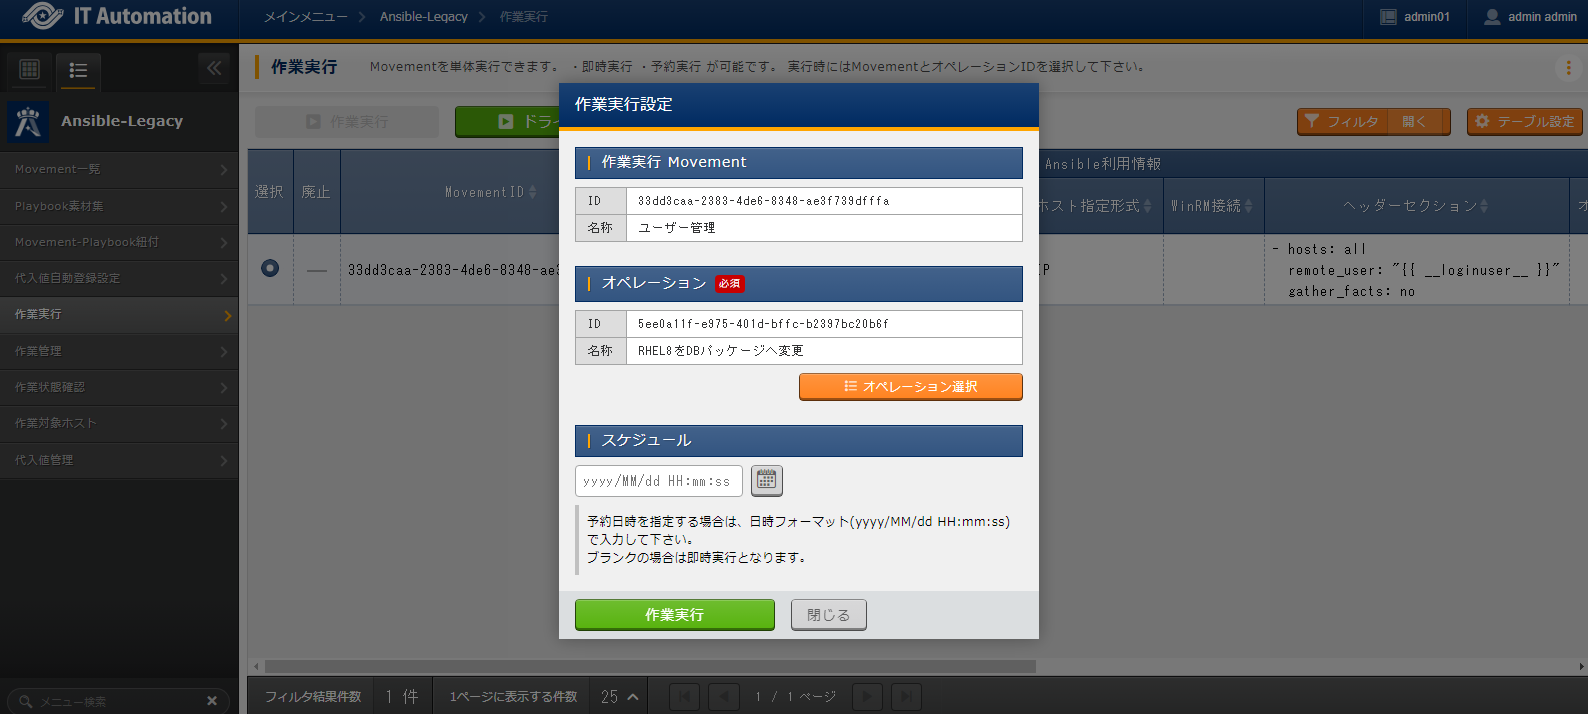 IT Automation
メインメニュー
Ansible-Legacy
作業実行
admin01
admin admin
作業実行
Movementを単体実行できます。 ・即時実行 ・予約実行 が可能です。 実行時にはMovementとオペレーションIDを選択して下さい。
Ansible-Legacy
Movement一覧
Playbook素材集
Movement-Playbook紐付
代入値自動登録設定
作業実行
作業管理
作業状態確認
作業対象ホスト
代入値管理
メニュー検索
作業実行
ドライ
フィルタ 開く
テーブル設定
選択
廃止
MovementID
Ansible利用情報
ホスト指定形式
WinRM接続
ヘッダーセクション
33dd3caa-2383-4de6-8348-ae3
IP
- hosts: all
remote_user: "{{ __loginuser__ }}"
gather_facts: no
作業実行設定
作業実行 Movement
ID 33dd3caa-2383-4de6-8348-ae3f739dfffa
名称 ユーザー管理
オペレーション 必須
ID 5ee0a11f-e975-401d-bffc-b2397bc20b6f
名称 RHEL8をDBパッケージへ変更
オペレーション選択
スケジュール
yyyy/MM/dd HH:mm:ss
予約日時を指定する場合は、日時フォーマット(yyyy/MM/dd HH:mm:ss)
で入力して下さい。
ブランクの場合は即時実行となります。
作業実行
閉じる
フィルタ結果件数 1 件
1ページに表示する件数 25
1 / 1 ページ